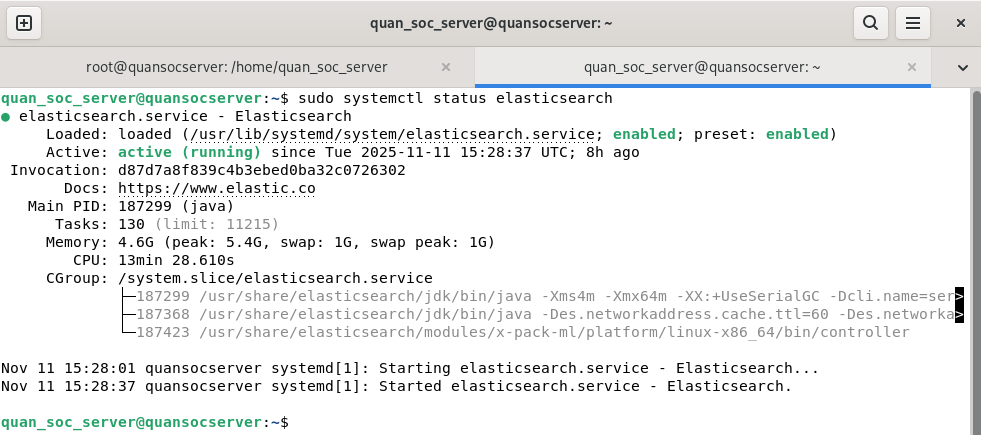 quan_soc_server@quansocserver: ~
root@quansocserver: /home/quan_soc_server
quan_soc_server@quansocserver: ~
quan_soc_server@quansocserver:~$ sudo systemctl status elasticsearch
● elasticsearch.service - Elasticsearch
     Loaded: loaded (/usr/lib/systemd/system/elasticsearch.service; enabled; preset: enabled)
     Active: active (running) since Tue 2025-11-11 15:28:37 UTC; 8h ago
 Invocation: d87d7a8f839c4b3ebed0ba32c0726302
       Docs: https://www.elastic.co
   Main PID: 187299 (java)
      Tasks: 130 (limit: 11215)
     Memory: 4.6G (peak: 5.4G, swap: 1G, swap peak: 1G)
        CPU: 13min 28.610s
     CGroup: /system.slice/elasticsearch.service
             ├─187299 /usr/share/elasticsearch/jdk/bin/java -Xms4m -Xmx64m -XX:+UseSerialGC -Dcli.name=ser>
             ├─187368 /usr/share/elasticsearch/jdk/bin/java -Des.networkaddress.cache.ttl=60 -Des.networka>
             └─187423 /usr/share/elasticsearch/modules/x-pack-ml/platform/linux-x86_64/bin/controller
Nov 11 15:28:01 quansocserver systemd[1]: Starting elasticsearch.service - Elasticsearch...
Nov 11 15:28:37 quansocserver systemd[1]: Started elasticsearch.service - Elasticsearch.
quan_soc_server@quansocserver:~$